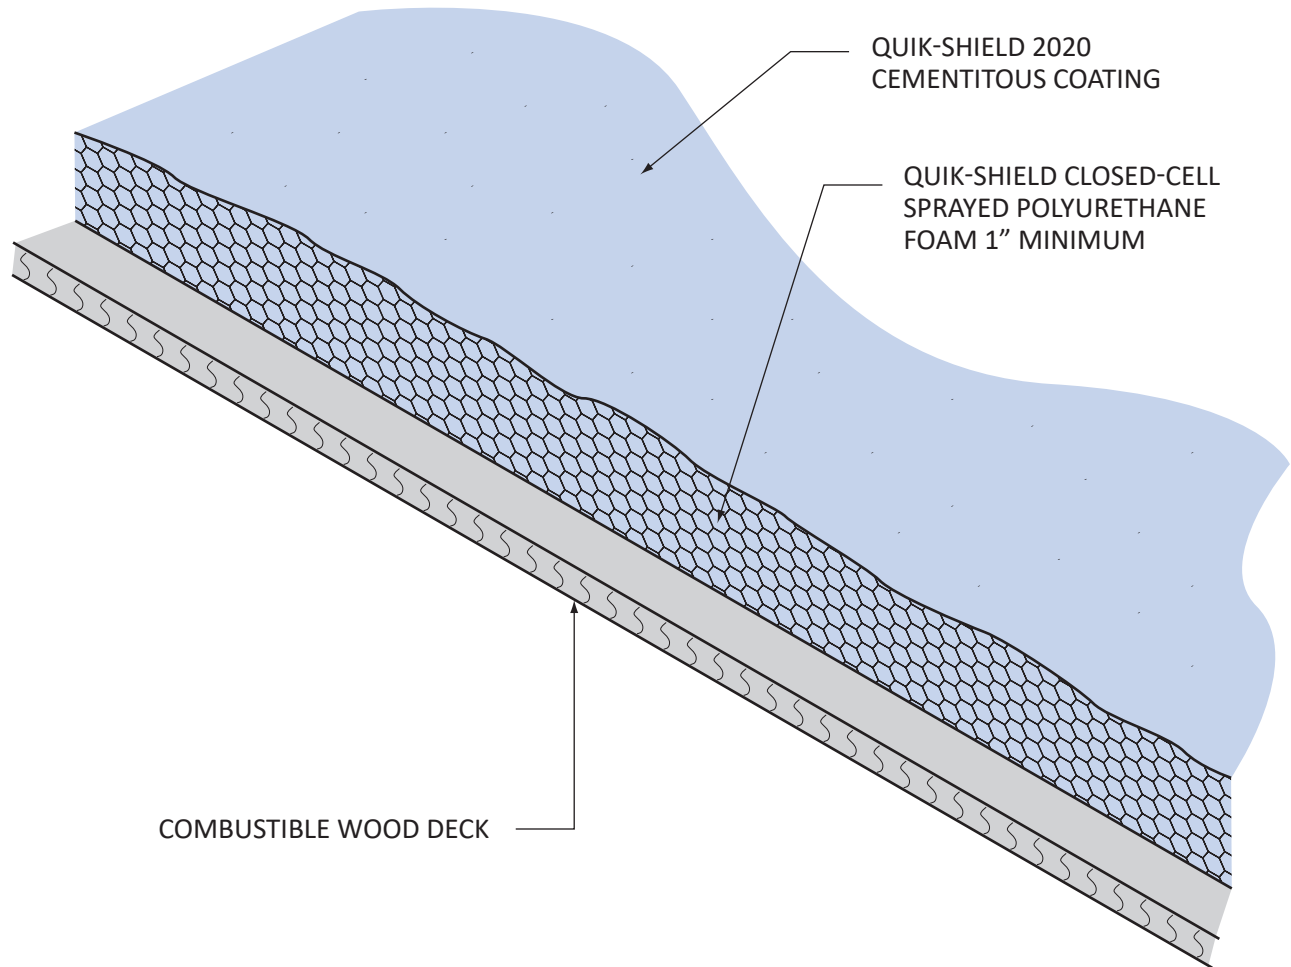 QUIK-SHIELD 2020
CEMENTITOUS COATING
QUIK-SHIELD CLOSED-CELL
SPRAYED POLYURETHANE
FOAM 1” MINIMUM
COMBUSTIBLE WOOD DECK